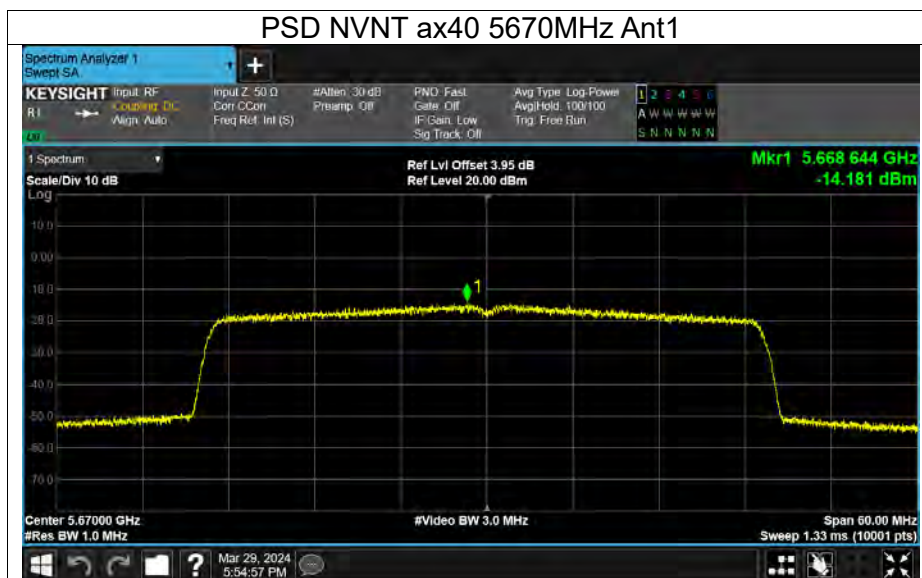 PSD NVNT ax40 5670MHz Ant1
Spectrum Analyzer 1
Swept SA
+
KEYSIGHT Input: RF Input Z: 50 Ω #Atten: 30 dB PNO: Fast Avg Type: Log-Power 1 2 3 4 5 6
Coupling: DC Corr CCorr Preamp: Off Gate: Off Avg|Hold: 100/100 A W W W W W
Align: Auto Freq Ref: Int (S) IF Gain: Low Trig: Free Run
Sig Track: Off S N N N N N
1 Spectrum Ref Lvl Offset 3.95 dB Mkr1 5.668 644 GHz
Scale/Div 10 dB Ref Level 20.00 dBm -14.181 dBm
Log
10.0
0.00
-10.0
1
-20.0
-30.0
-40.0
-50.0
-60.0
-70.0
Center 5.67000 GHz #Video BW 3.0 MHz Span 60.00 MHz
#Res BW 1.0 MHz Sweep 1.33 ms (10001 pts)
? Mar 29, 2024
5:54:57 PM